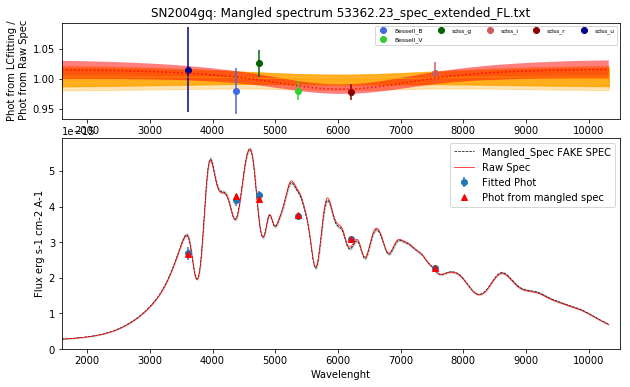 SN2004gq: Mangled spectrum 53362.23_spec_extended_FL.txt
Phot from LCfitting /
Phot from Raw Spec
1.05
1.00
0.95
Bessell_B
Bessell_V
sdss_g
sdss_i
sdss_r
sdss_u
2000 3000 4000 5000 6000 7000 8000 9000 10000
Flux erg s-1 cm-2 A-1
5
4
3
2
1
0
Mangled_Spec FAKE SPEC
Raw Spec
Fitted Phot
Phot from mangled spec
2000 3000 4000 5000 6000 7000 8000 9000 10000
Wavelenght